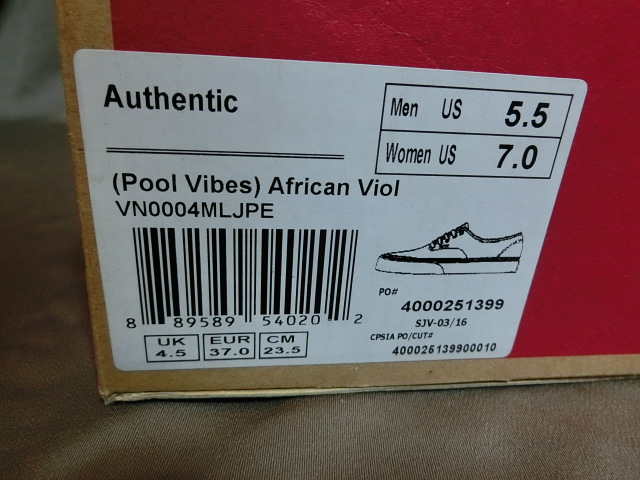 Authentic
Men US 5.5
Women US 7.0
(Pool Vibes) African Viol
VN0004MLJPE
8 89589 54020 2
PO#
4000251399
SJV-03/16
CPSIA PO/CUT#
400025139900010
UK EUR CM
4.5 37.0 23.5